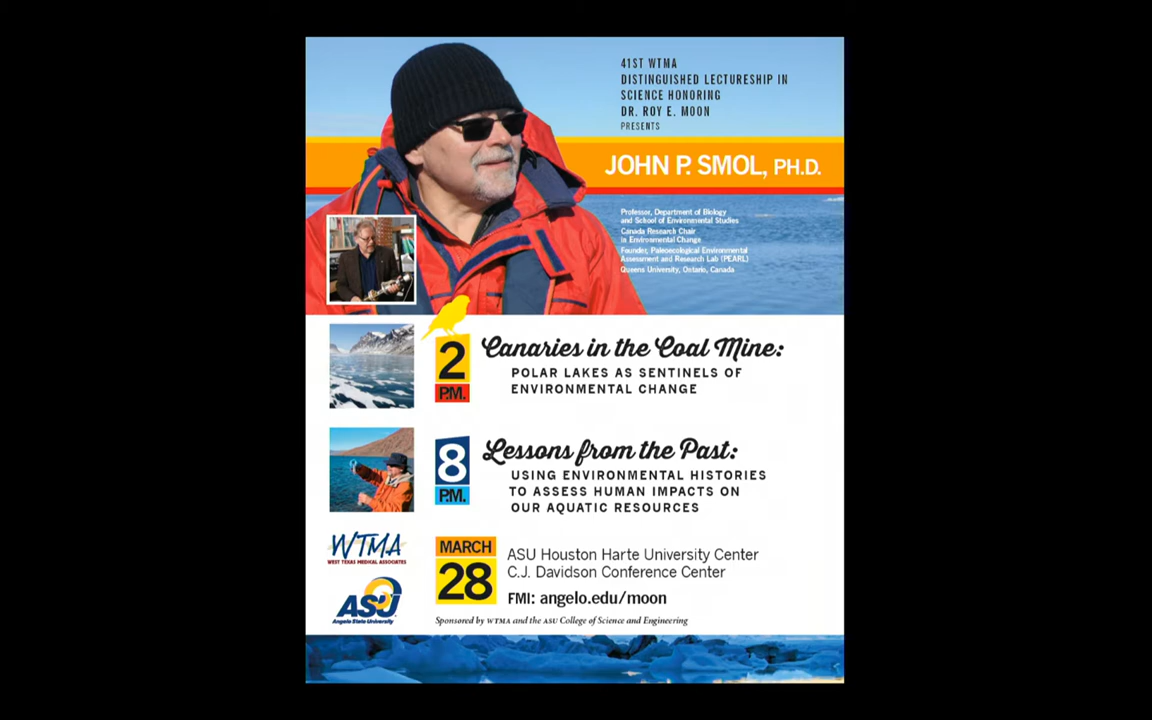 41ST WTMA
DISTINGUISHED LECTURESHIP IN
SCIENCE HONORING
DR. ROY E. MOON
PRESENTS
JOHN P. SMOL, PH.D.
Professor, Department of Biology
and School of Environmental Studies
Canada Research Chair
in Environmental Change
Founder, Paleoecological Environmental
Assessment and Research Lab (PEARL)
Queens University, Ontario, Canada
2
P.M.
Canaries in the Coal Mine:
POLAR LAKES AS SENTINELS OF
ENVIRONMENTAL CHANGE
8
P.M.
Lessons from the Past:
USING ENVIRONMENTAL HISTORIES
TO ASSESS HUMAN IMPACTS ON
OUR AQUATIC RESOURCES
WTMA
WEST TEXAS MEDICAL ASSOCIATES
ASU
Angelo State University
MARCH
28
ASU Houston Harte University Center
C.J. Davidson Conference Center
FMI: angelo.edu/moon
Sponsored by WTMA and the ASU College of Science and Engineering